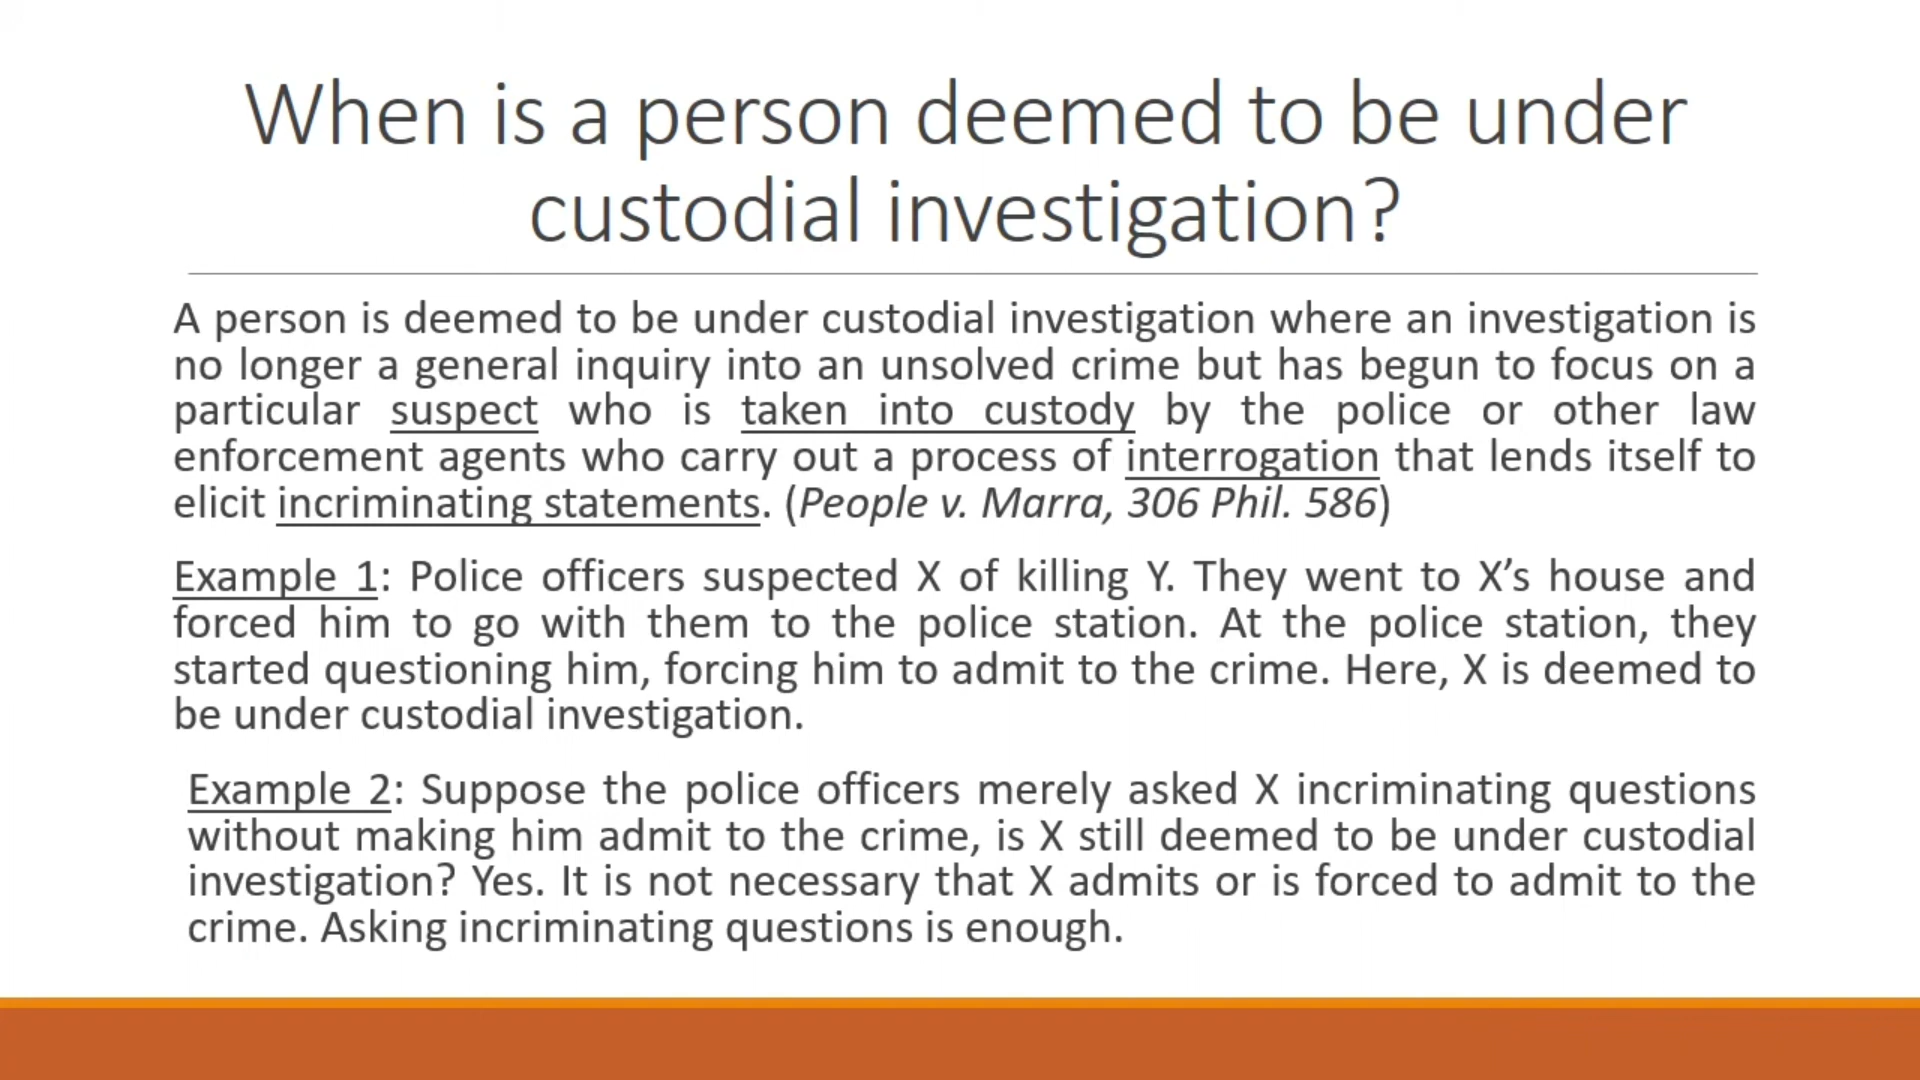 When is a person deemed to be under
custodial investigation?
A person is deemed to be under custodial investigation where an investigation is
no longer a general inquiry into an unsolved crime but has begun to focus on a
particular suspect who is taken into custody by the police or other law
enforcement agents who carry out a process of interrogation that lends itself to
elicit incriminating statements. (People v. Marra, 306 Phil. 586)
Example 1: Police officers suspected X of killing Y. They went to X’s house and
forced him to go with them to the police station. At the police station, they
started questioning him, forcing him to admit to the crime. Here, X is deemed to
be under custodial investigation.
Example 2: Suppose the police officers merely asked X incriminating questions
without making him admit to the crime, is X still deemed to be under custodial
investigation? Yes. It is not necessary that X admits or is forced to admit to the
crime. Asking incriminating questions is enough.